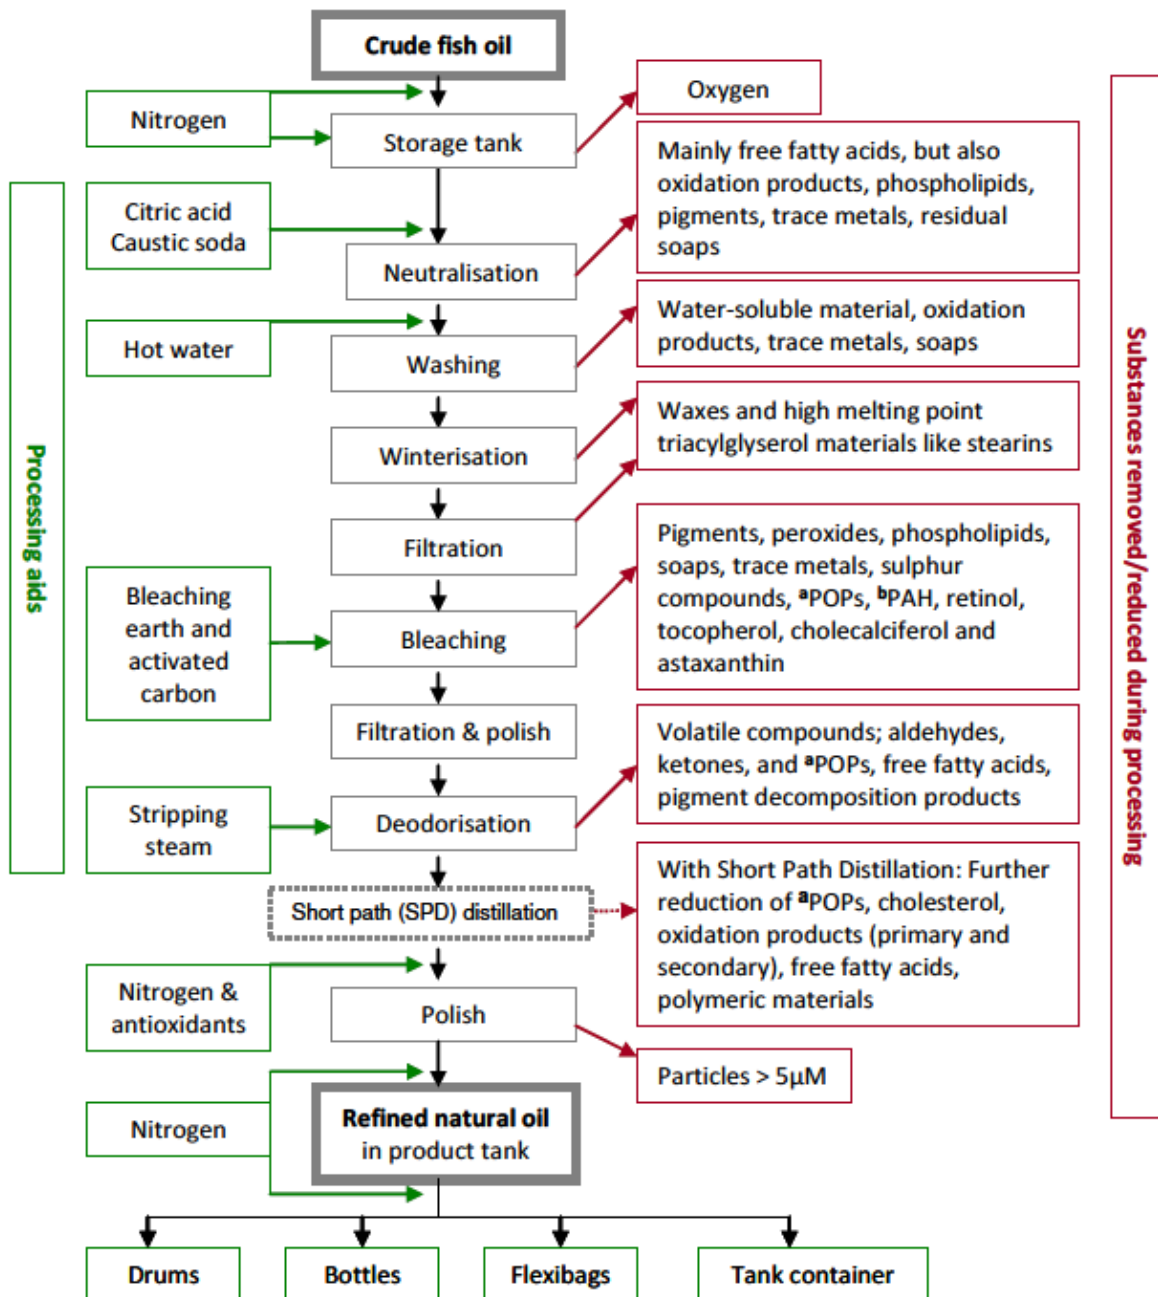 Crude fish oil
Nitrogen
Oxygen
Storage tank
Mainly free fatty acids, but also
oxidation products, phospholipids,
pigments, trace metals, residual
soaps
Citric acid
Caustic soda
Neutralisation
Water-soluble material, oxidation
products, trace metals, soaps
Hot water
Washing
Waxes and high melting point
triacylglyserol materials like stearins
Winterisation
Filtration
Pigments, peroxides, phospholipids,
soaps, trace metals, sulphur
compounds, ªPOPs, ᵇPAH, retinol,
tocopherol, cholecalciferol and
astaxanthin
Bleaching
earth and
activated
carbon
Bleaching
Filtration & polish
Volatile compounds; aldehydes,
ketones, and ªPOPs, free fatty acids,
pigment decomposition products
Stripping
steam
Deodorisation
Short path (SPD) distillation
With Short Path Distillation: Further
reduction of ªPOPs, cholesterol,
oxidation products (primary and
secondary), free fatty acids,
polymeric materials
Nitrogen &
antioxidants
Polish
Particles > 5µM
Nitrogen
Refined natural oil
in product tank
Drums
Bottles
Flexibags
Tank container
Processing aids
Substances removed/reduced during processing